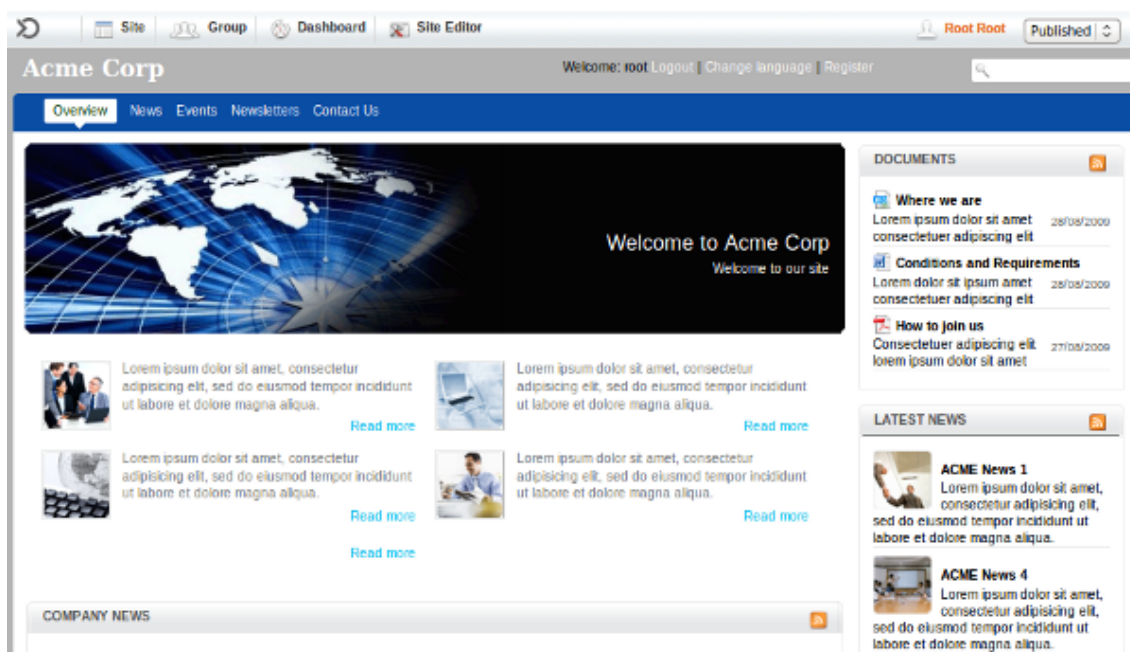 Site Group Dashboard Site Editor Root Root Published
Acme Corp Welcome: root Logout | Change language | Register
Overview News Events Newsletters Contact Us
Welcome to Acme Corp
Welcome to our site
Lorem ipsum dolor sit amet, consectetur
adipisicing elit, sed do eiusmod tempor incididunt
ut labore et dolore magna aliqua.
Read more
Lorem ipsum dolor sit amet, consectetur
adipisicing elit, sed do eiusmod tempor incididunt
ut labore et dolore magna aliqua.
Read more
Lorem ipsum dolor sit amet, consectetur
adipisicing elit, sed do eiusmod tempor incididunt
ut labore et dolore magna aliqua.
Read more
Lorem ipsum dolor sit amet, consectetur
adipisicing elit, sed do eiusmod tempor incididunt
ut labore et dolore magna aliqua.
Read more
Read more
COMPANY NEWS
DOCUMENTS
Where we are
Lorem ipsum dolor sit amet 28/08/2009
consectetuer adipiscing elit
Conditions and Requirements
Lorem dolor sit ipsum amet 28/08/2009
consectetuer adipiscing elit
How to join us
Consectetuer adipiscing elit 27/08/2009
lorem ipsum dolor sit amet
LATEST NEWS
ACME News 1
Lorem ipsum dolor sit amet,
consectetur adipisicing elit,
sed do eiusmod tempor incididunt ut
labore et dolore magna aliqua.
ACME News 4
Lorem ipsum dolor sit amet,
consectetur adipisicing elit,
sed do eiusmod tempor incididunt ut
labore et dolore magna aliqua.